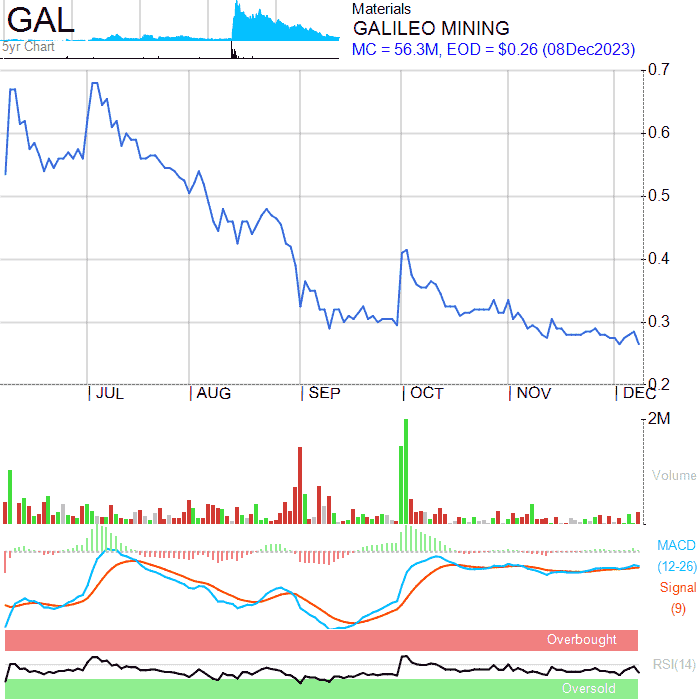 GAL
5yr Chart
Materials
GALILEO MINING
MC = 56.3M, EOD = $0.26 (08Dec2023)
0.7
0.6
0.5
0.4
0.3
0.2
JUL AUG SEP OCT NOV DEC
2M
Volume
MACD
(12-26)
Signal
(9)
Overbought
RSI(14)
Oversold